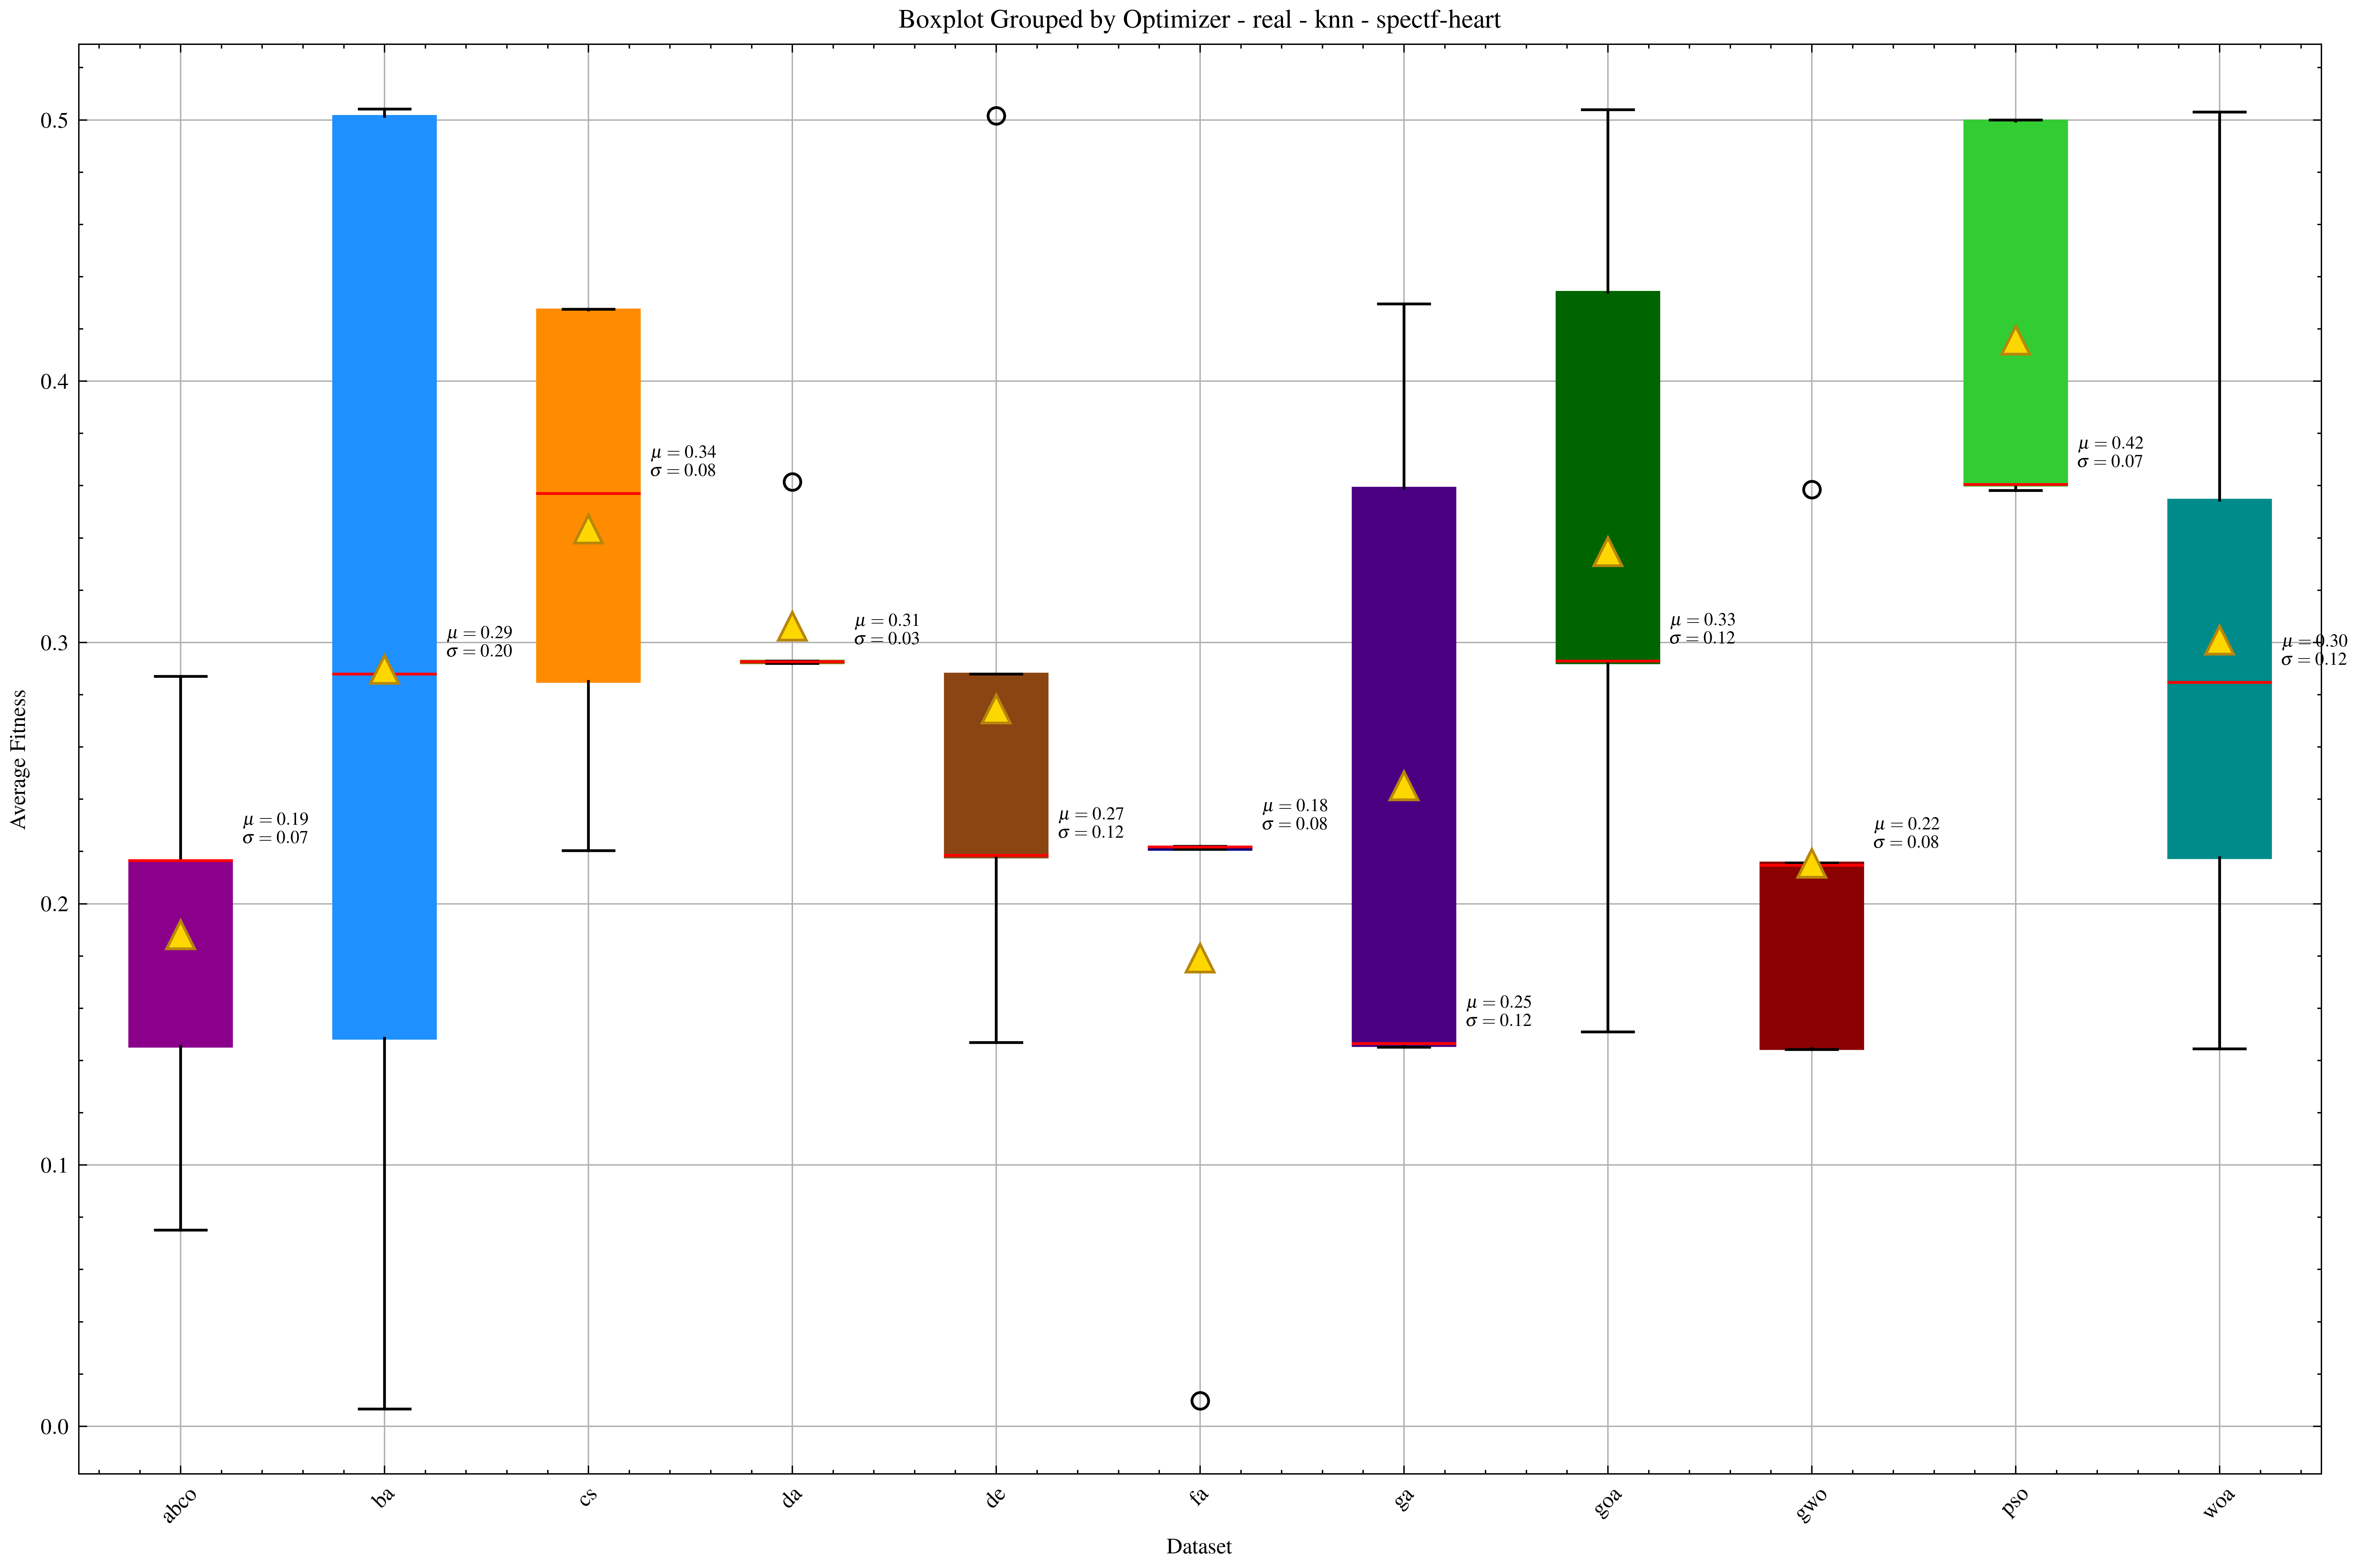 Boxplot Grouped by Optimizer - real - knn - spectf-heart
Average Fitness
0.5
0.4
0.3
0.2
0.1
0.0
μ = 0.19
σ = 0.07
μ = 0.29
σ = 0.20
μ = 0.34
σ = 0.08
μ = 0.31
σ = 0.03
μ = 0.27
σ = 0.12
μ = 0.18
σ = 0.08
μ = 0.25
σ = 0.12
μ = 0.33
σ = 0.12
μ = 0.22
σ = 0.08
μ = 0.42
σ = 0.07
μ = 0.30
σ = 0.12
abco
ba
cs
da
de
fa
ga
goa
gwo
pso
woa
Dataset